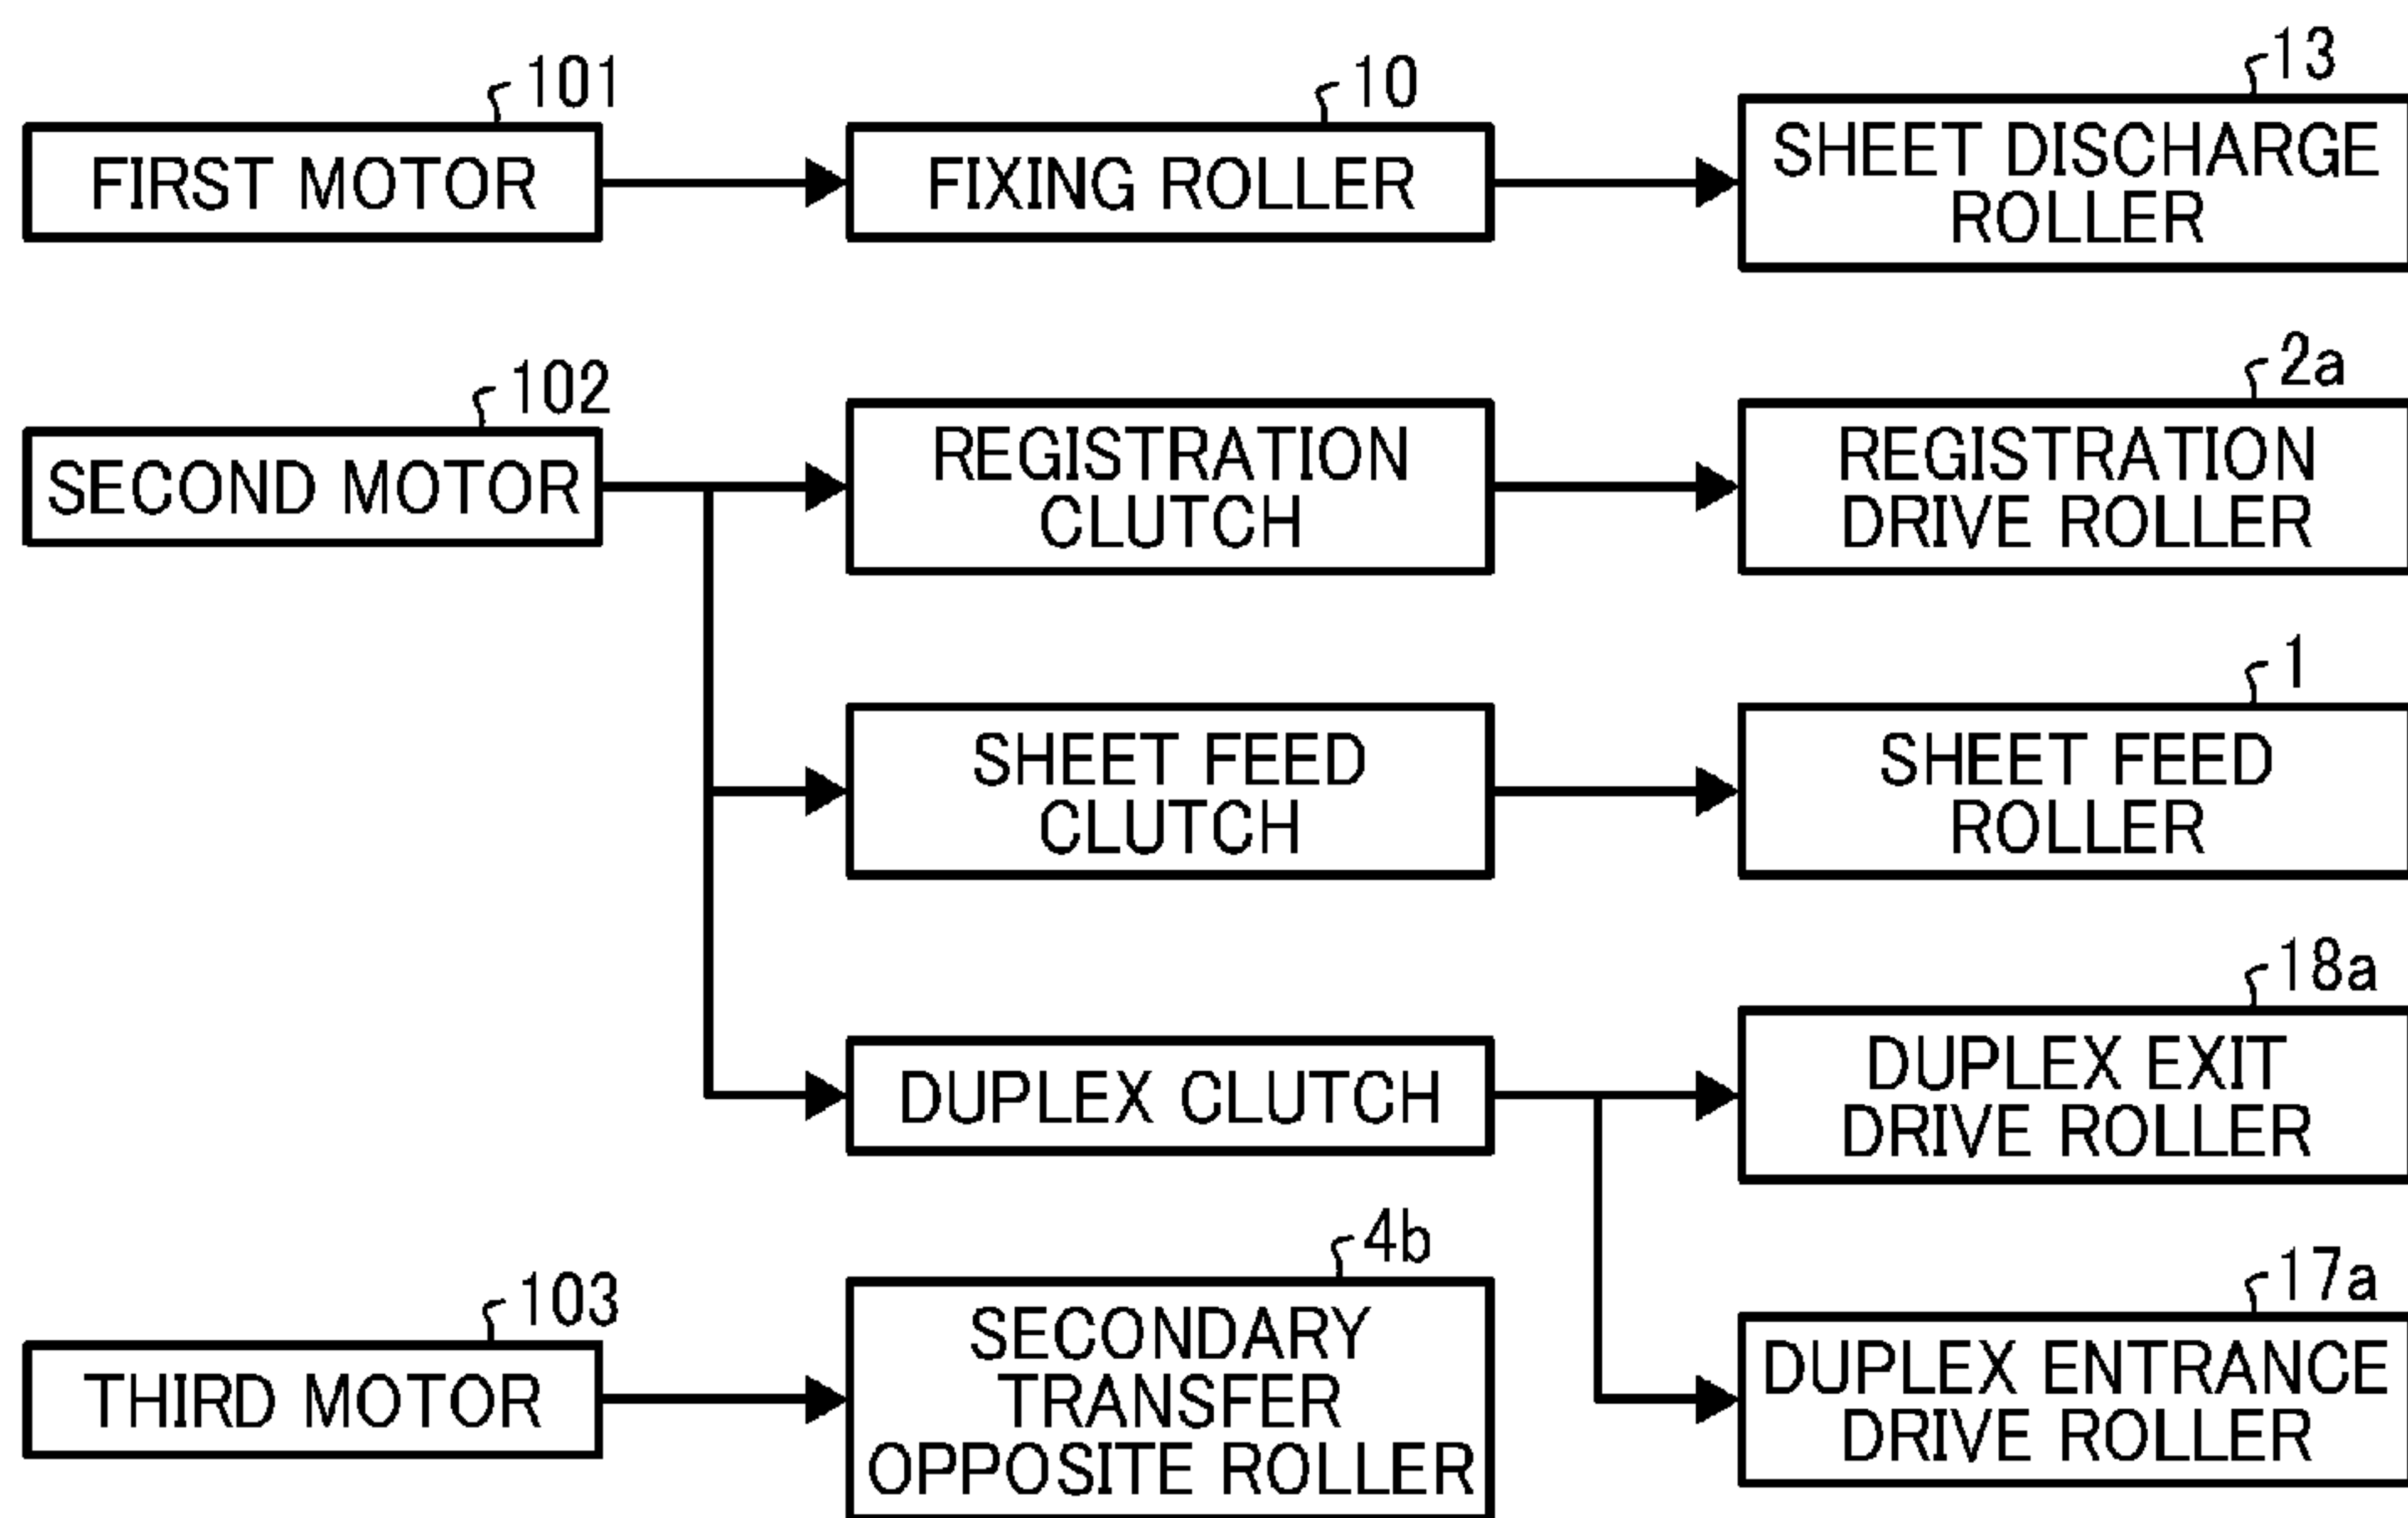 101
FIRST MOTOR
10
FIXING ROLLER
13
SHEET DISCHARGE
ROLLER
102
SECOND MOTOR
REGISTRATION
CLUTCH
2a
REGISTRATION
DRIVE ROLLER
SHEET FEED
CLUTCH
1
SHEET FEED
ROLLER
DUPLEX CLUTCH
18a
DUPLEX EXIT
DRIVE ROLLER
103
THIRD MOTOR
4b
SECONDARY
TRANSFER
OPPOSITE ROLLER
17a
DUPLEX ENTRANCE
DRIVE ROLLER